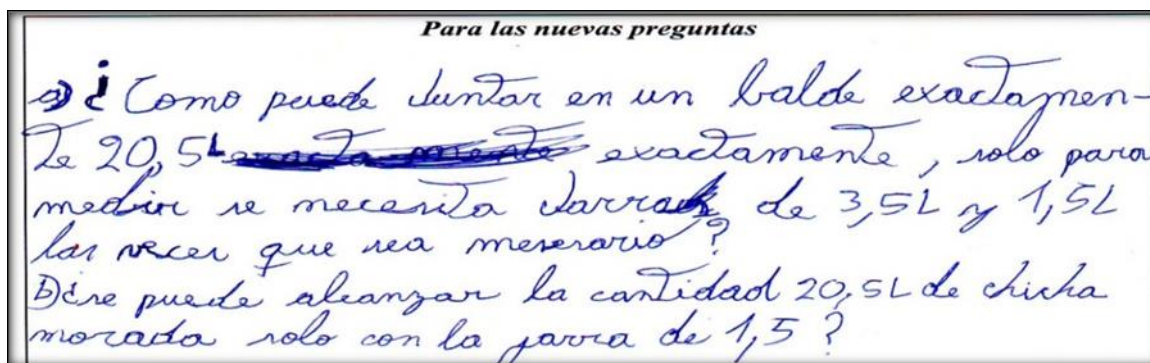 Para las nuevas preguntas
a) ¿Como puede Juntar en un balde exactamen-
te 20,5L exactamente, solo para
medir se necesita Jarra de 3,5L y 1,5L
las veces que sea meserario?
b) ¿se puede alcanzar la cantidad 20,5L de chicha
morada solo con la jarra de 1,5?